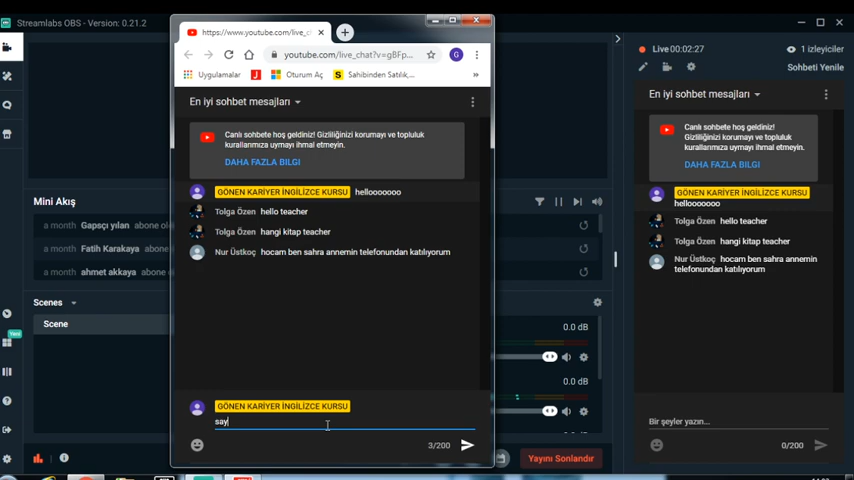 Streamlabs OBS - Version: 0.21.2
https://www.youtube.com/live_c
youtube.com/live_chat?v=gBFp...
G
Uygulamalar
Oturum Aç
Sahibinden Satılık,...
»
En iyi sohbet mesajları
Canlı sohbete hoş geldiniz!
Gizliliğinizi korumayı ve topluluk
kurallarımıza uymayı ihmal
etmeyin.
DAHA FAZLA BILGI
GÖNEN KARİYER İNGİLİZCE KURSU hellooooooo
Tolga Özen hello teacher
Tolga Özen hangi kitap teacher
Nur Üstkoç hocam ben sahra annemin telefonundan katılıyorum
GÖNEN KARİYER İNGİLİZCE KURSU
say
3/200
Mini Akış
a month Gapsçı yılan abone ol
a month Fatih Karakaya abone
a month ahmet akkaya abone
Scenes
Scene
Yeni
0.0 dB
0.0 dB
Yayını Sonlandır
Live 00:02:27
1 izleyiciler
Sohbeti Yenile
En iyi sohbet mesajları
Canlı sohbete hoş geldiniz!
Gizliliğinizi korumayı ve topluluk
kurallarımıza uymayı ihmal
etmeyin.
DAHA FAZLA BILGI
GÖNEN KARİYER İNGİLİZCE KURSU
hellooooooo
Tolga Özen hello teacher
Tolga Özen hangi kitap teacher
Nur Üstkoç hocam ben sahra annemin
telefonundan katılıyorum
Bir şeyler yazın...
0/200